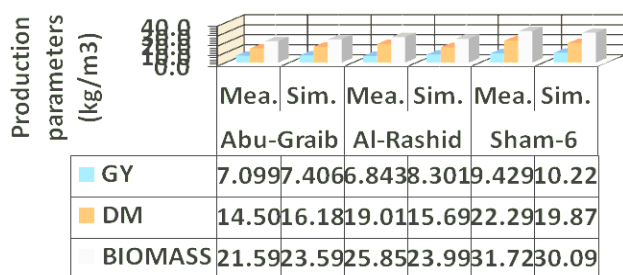 Production parameters (kg/m3)
40.0
0.0
Mea. Sim. Mea. Sim. Mea. Sim.
Abu-Graib Al-Rashid Sham-6
GY 7.099 7.406 6.843 8.301 9.429 10.22
DM 14.50 16.18 19.01 15.69 22.29 19.87
BIOMASS 21.59 23.59 25.85 23.99 31.72 30.09